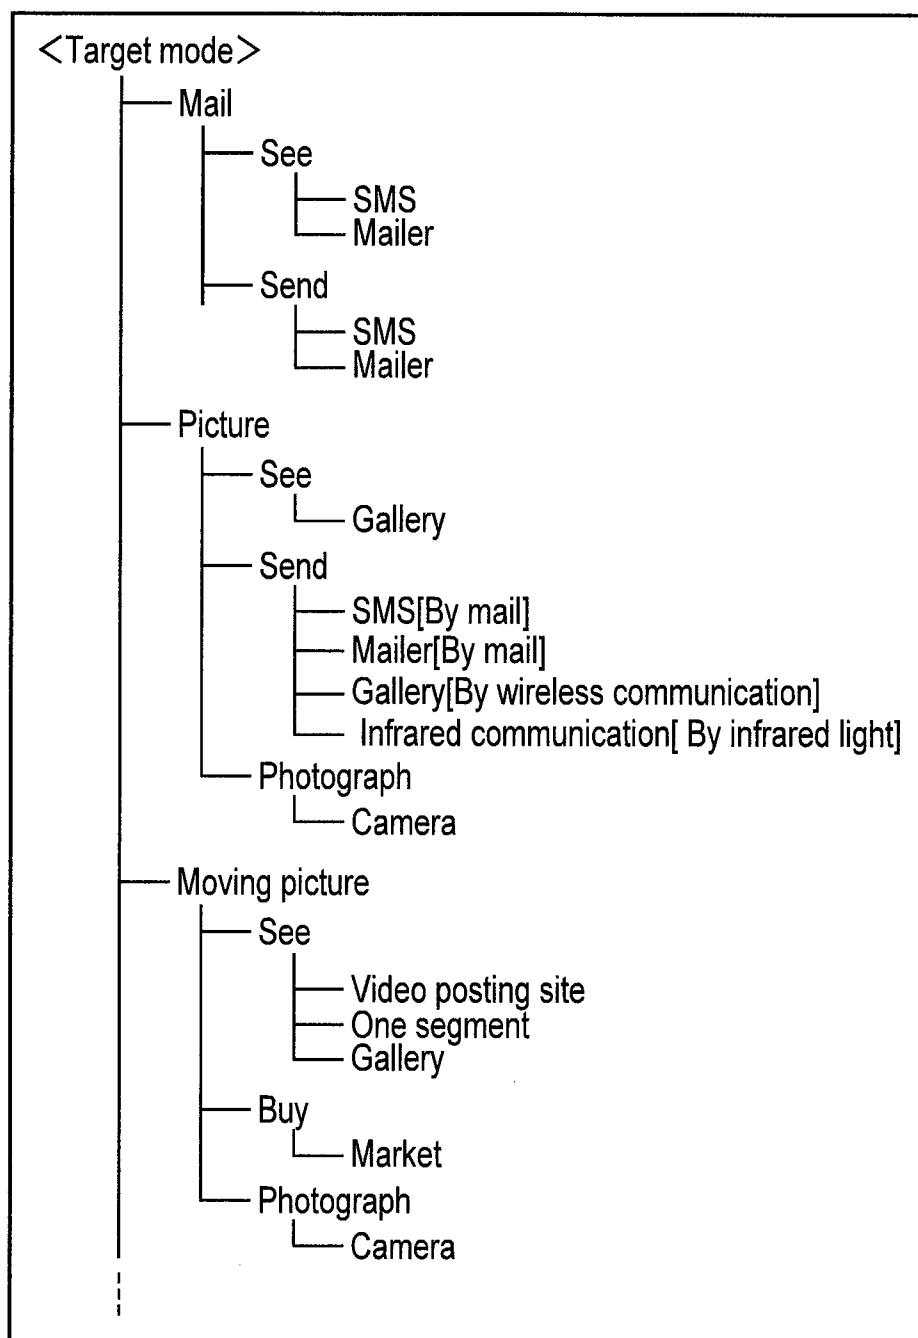 <Target mode>
Mail
See
SMS
Mailer
Send
SMS
Mailer
Picture
See
Gallery
Send
SMS[By mail]
Mailer[By mail]
Gallery[By wireless communication]
Infrared communication[ By infrared light]
Photograph
Camera
Moving picture
See
Video posting site
One segment
Gallery
Buy
Market
Photograph
Camera